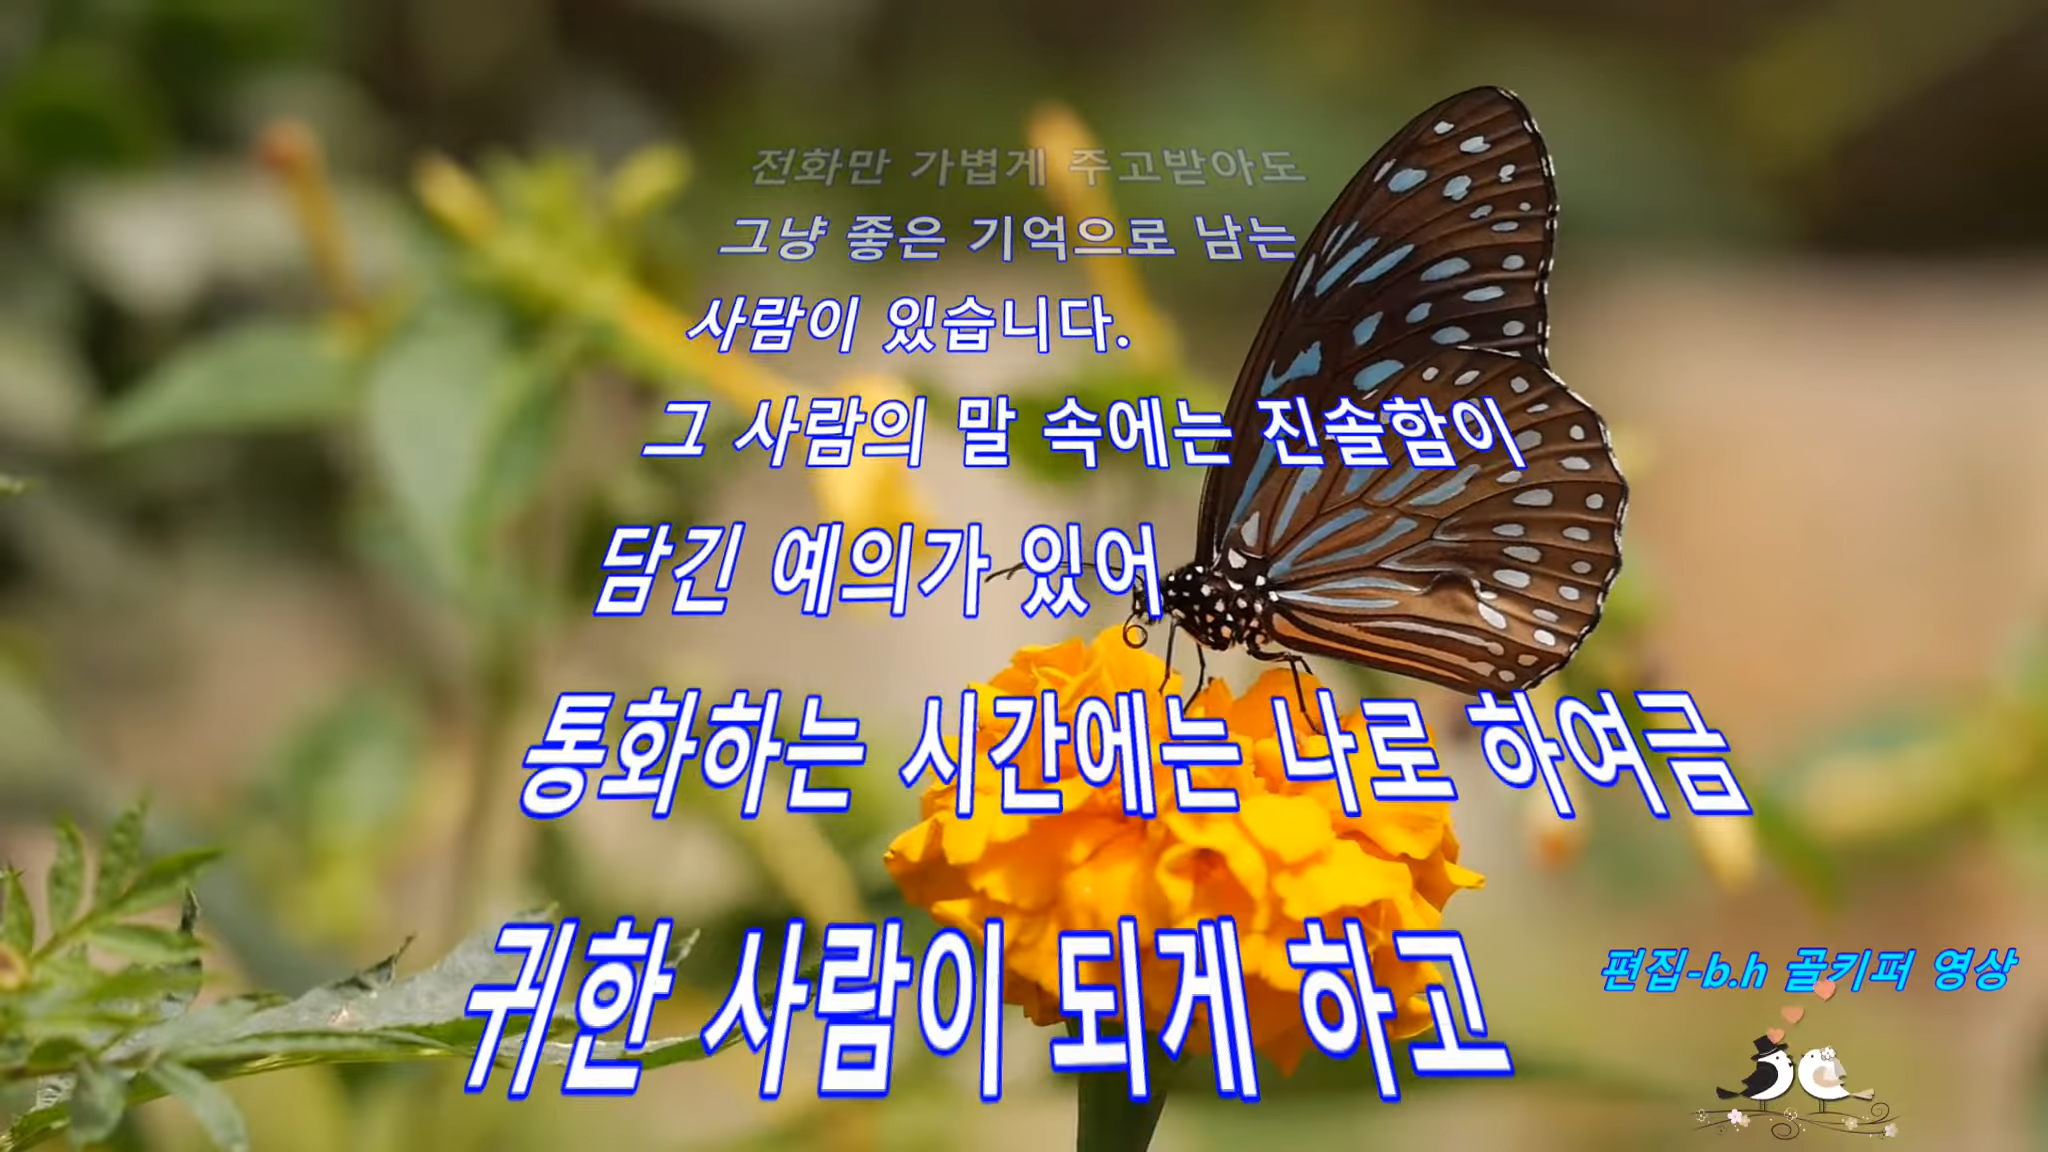 전화만 가볍게 주고받아도
그냥 좋은 기억으로 남는
사람이 있습니다.
그 사람의 말 속에는 진솔함이
담긴 예의가 있어
통화하는 시간에는 나로 하여금
귀한 사람이 되게 하고
편집-b.h 골키퍼 영상